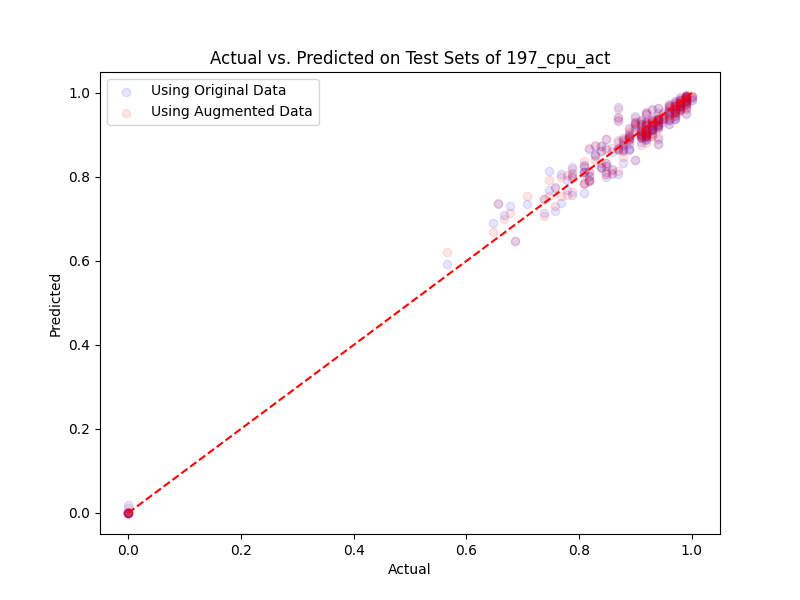 Actual vs. Predicted on Test Sets of 197_cpu_act
Using Original Data
Using Augmented Data
1.0
0.8
0.6
0.4
0.2
0.0
Predicted
0.0 0.2 0.4 0.6 0.8 1.0
Actual